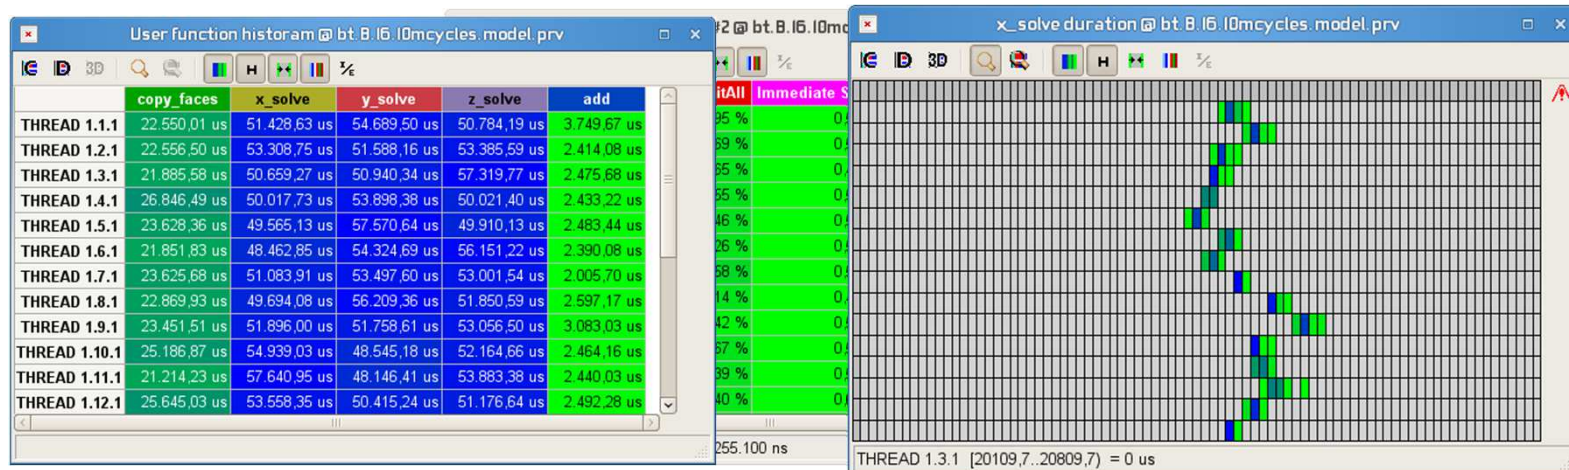 User function historam @ bt.B.16.10mcycles.model.prv
3D
H
½
copy_faces x_solve y_solve z_solve add
THREAD 1.1.1 22.550,01 us 51.428,63 us 54.689,50 us 50.784,19 us 3.749,67 us
THREAD 1.2.1 22.556,50 us 53.308,75 us 51.588,16 us 53.385,59 us 2.414,08 us
THREAD 1.3.1 21.885,58 us 50.659,27 us 50.940,34 us 57.319,77 us 2.475,68 us
THREAD 1.4.1 26.846,49 us 50.017,73 us 53.898,38 us 50.021,40 us 2.433,22 us
THREAD 1.5.1 23.628,36 us 49.565,13 us 57.570,64 us 49.910,13 us 2.483,44 us
THREAD 1.6.1 21.851,83 us 48.462,85 us 54.324,69 us 56.151,22 us 2.390,08 us
THREAD 1.7.1 23.625,68 us 51.083,91 us 53.497,60 us 53.001,54 us 2.005,70 us
THREAD 1.8.1 22.869,93 us 49.694,08 us 56.209,36 us 51.850,59 us 2.597,17 us
THREAD 1.9.1 23.451,51 us 51.896,00 us 51.758,61 us 53.056,50 us 3.083,03 us
THREAD 1.10.1 25.186,87 us 54.939,03 us 48.545,18 us 52.164,66 us 2.464,16 us
THREAD 1.11.1 21.214,23 us 57.640,95 us 48.146,41 us 53.883,38 us 2.440,03 us
THREAD 1.12.1 25.645,03 us 53.558,35 us 50.415,24 us 51.176,64 us 2.492,28 us
#2 @ bt.B.16.10mc
itAll Immediate S
95 % 0,
69 % 0,
65 % 0,
55 % 0,
46 % 0,
26 % 0,
58 % 0,
14 % 0,
42 % 0,
67 % 0,
39 % 0,
40 % 0,
255.100 ns
x_solve duration @ bt.B.16.10mcycles.model.prv
3D
H
THREAD 1.3.1 [20109,7..20809,7) = 0 us